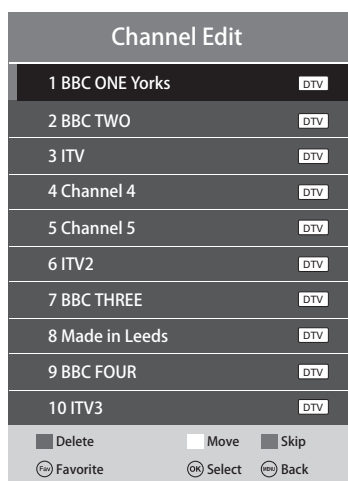 Channel Edit
1 BBC ONE Yorks DTV
2 BBC TWO DTV
3 ITV DTV
4 Channel 4 DTV
5 Channel 5 DTV
6 ITV2 DTV
7 BBC THREE DTV
8 Made in Leeds DTV
9 BBC FOUR DTV
10 ITV3 DTV
Delete Move Skip
Fav Favorite OK Select MENU Back